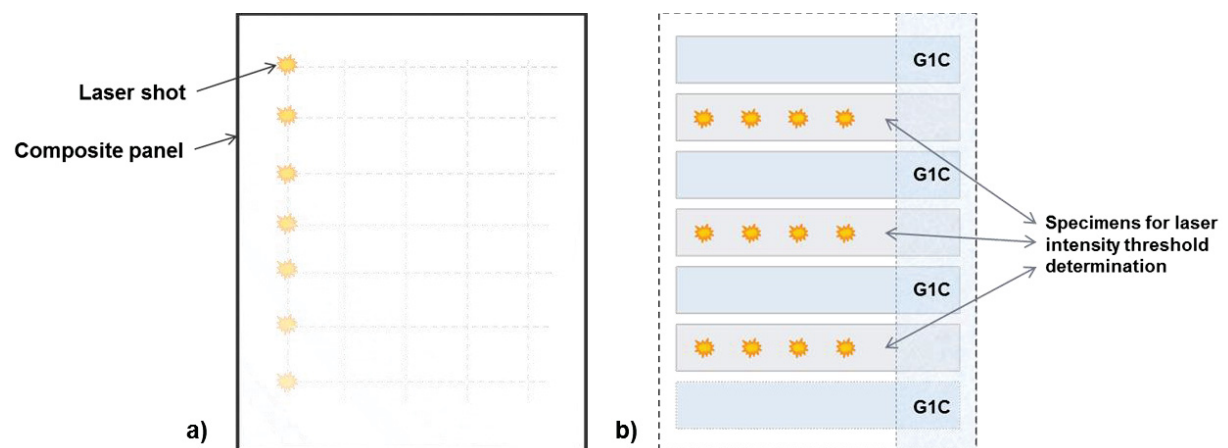 Laser shot
Composite panel
a)
G1C
G1C
Specimens for laser
intensity threshold
determination
G1C
G1C
b)